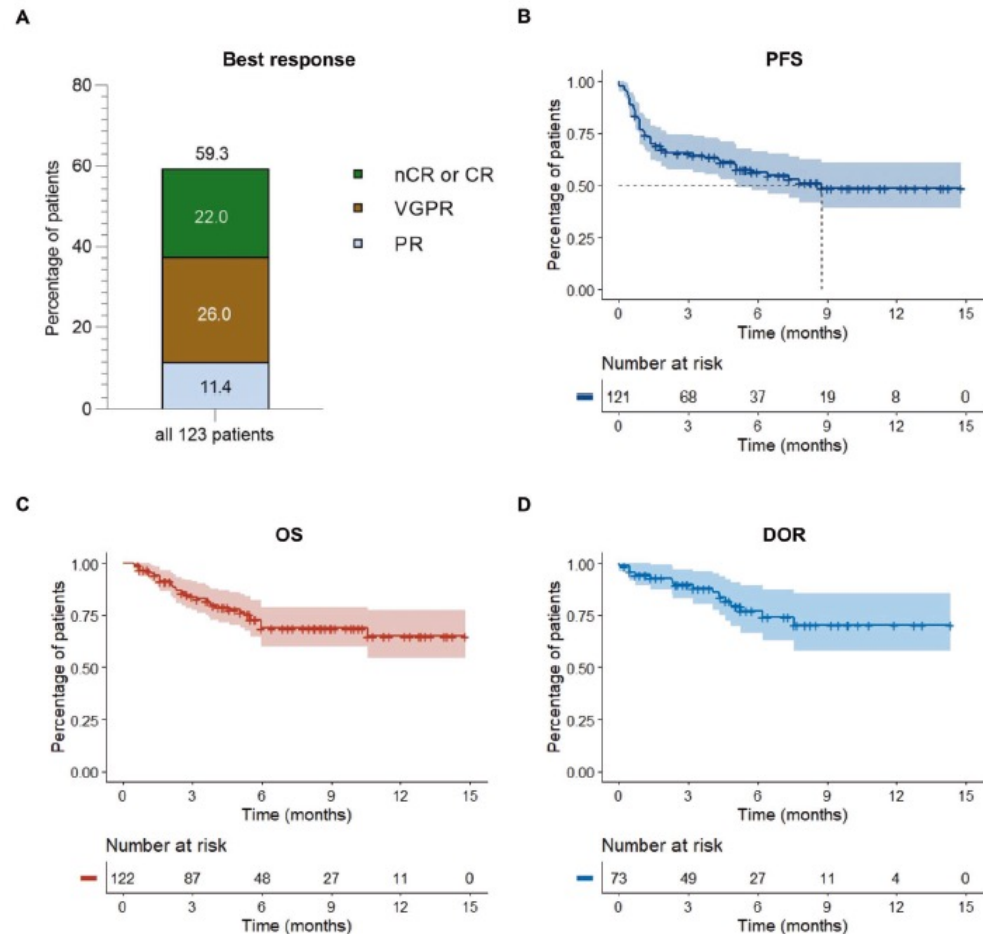 A
Best response
Percentage of patients
80
60
40
20
0
59.3
22.0
26.0
11.4
all 123 patients
nCR or CR
VGPR
PR
B
PFS
Percentage of patients
1.00
0.75
0.50
0.25
0.00
0 3 6 9 12 15
Time (months)
Number at risk
121 68 37 19 8 0
0 3 6 9 12 15
Time (months)
C
OS
Percentage of patients
1.00
0.75
0.50
0.25
0.00
0 3 6 9 12 15
Time (months)
Number at risk
122 87 48 27 11 0
0 3 6 9 12 15
Time (months)
D
DOR
Percentage of patients
1.00
0.75
0.50
0.25
0.00
0 3 6 9 12 15
Time (months)
Number at risk
73 49 27 11 4 0
0 3 6 9 12 15
Time (months)